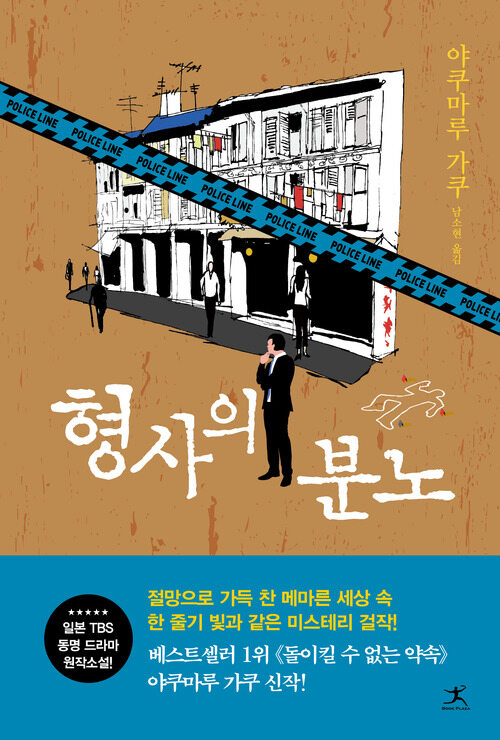 야쿠마루 가쿠
남소현 옮김
POLICE LINE POLICE LINE POLICE LINE POLICE LINE POLICE LINE POLICE LINE POLICE LINE POLICE LINE
형사의
분노
절망으로 가득 찬 메마른 세상 속
한 줄기 빛과 같은 미스테리 걸작!
★★★★★
일본 TBS
동명 드라마
원작소설!
베스트셀러 1위 《돌이킬 수 없는 약속》
야쿠마루 가쿠 신작!
BOOK PLAZA